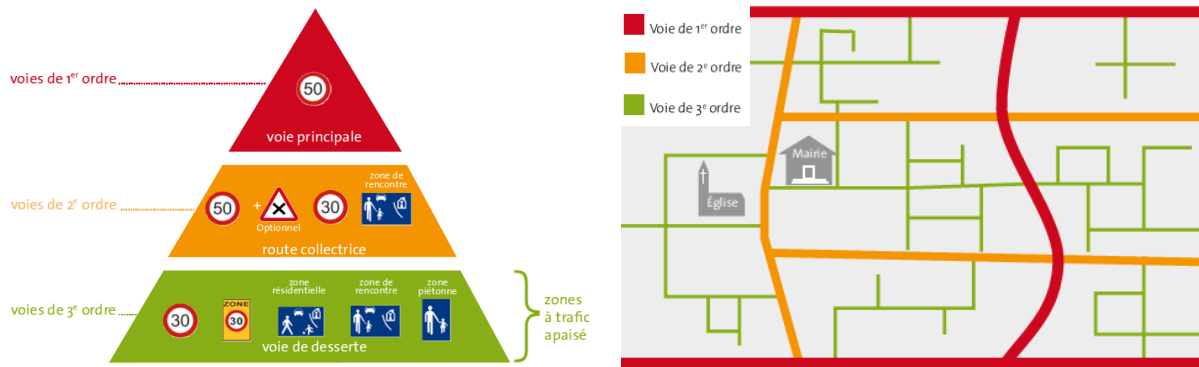 voies de 1er ordre
50
voie principale
voies de 2e ordre
50
+
Optionnel
30
zone de
rencontre
route collectrice
voies de 3e ordre
30
ZONE
30
zone
résidentielle
zone de
rencontre
zone
piétonne
voie de desserte
zones
à trafic
apaisé
Voie de 1er ordre
Voie de 2e ordre
Voie de 3e ordre
Mairie
Église